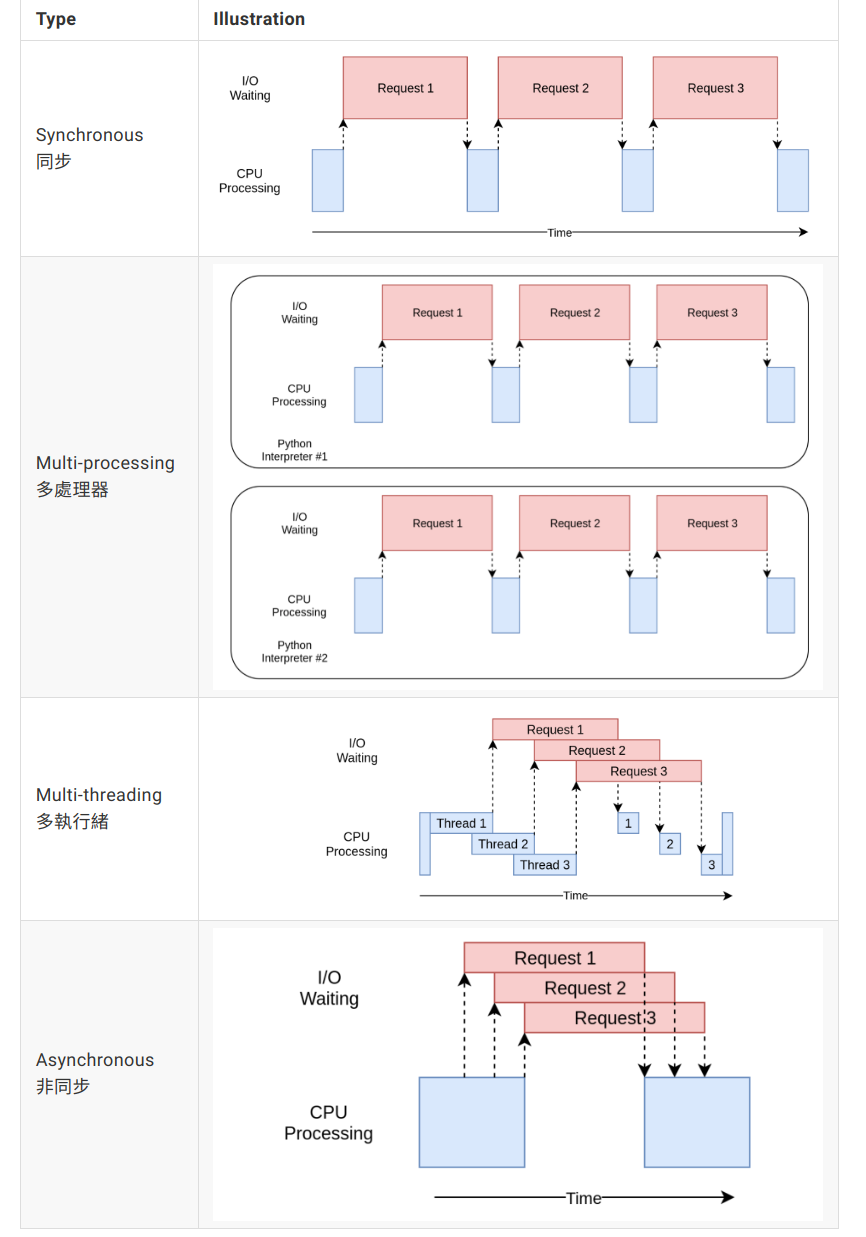 Type
Illustration
Synchronous
同步
I/O
Waiting
Request 1
Request 2
Request 3
CPU
Processing
Time
Multi-processing
多處理器
I/O
Waiting
Request 1
Request 2
Request 3
CPU
Processing
Python
Interpreter #1
I/O
Waiting
Request 1
Request 2
Request 3
CPU
Processing
Python
Interpreter #2
Multi-threading
多執行緒
I/O
Waiting
Request 1
Request 2
Request 3
CPU
Processing
Thread 1
Thread 2
Thread 3
1
2
3
Time
Asynchronous
非同步
I/O
Waiting
Request 1
Request 2
Request 3
CPU
Processing
Time